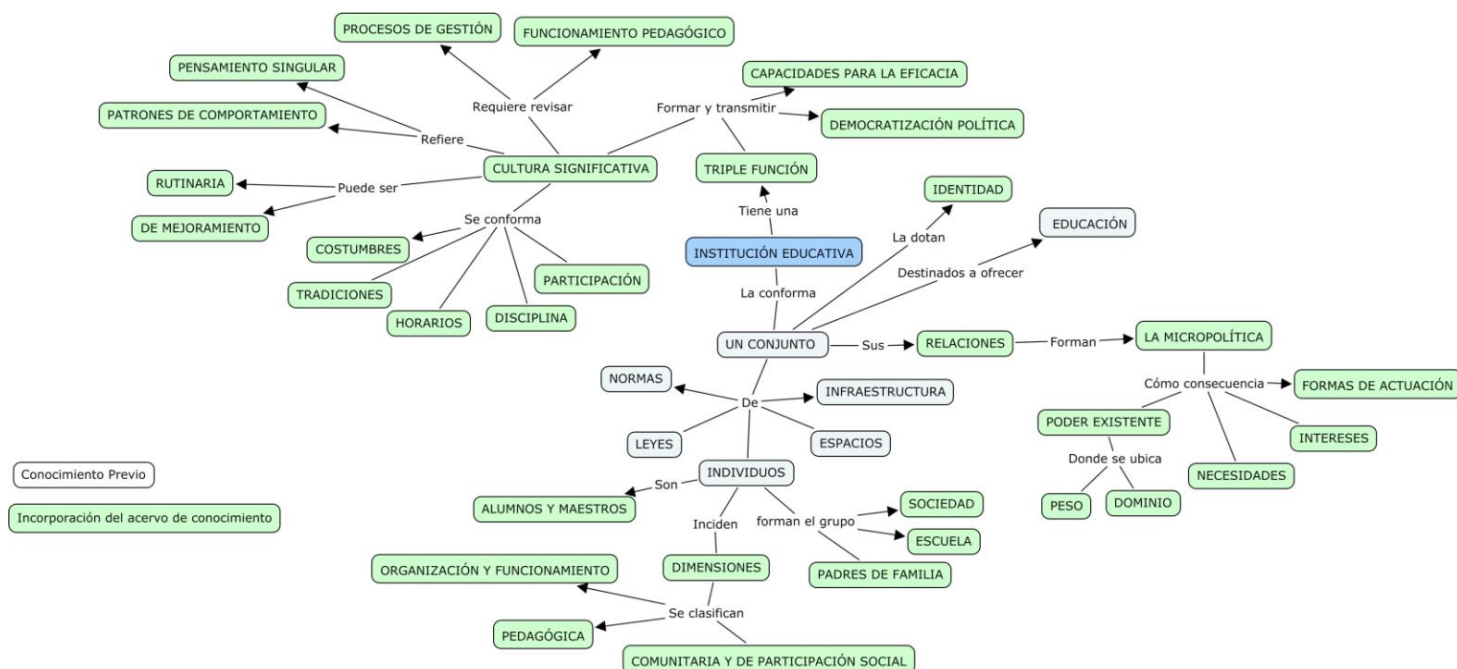 PROCESOS DE GESTIÓN
FUNCIONAMIENTO PEDAGÓGICO
PENSAMIENTO SINGULAR
CAPACIDADES PARA LA EFICACIA
PATRONES DE COMPORTAMIENTO
Requiere revisar
Formar y transmitir
DEMOCRATIZACIÓN POLÍTICA
Refiere
CULTURA SIGNIFICATIVA
TRIPLE FUNCIÓN
RUTINARIA
Puede ser
IDENTIDAD
DE MEJORAMIENTO
Se conforma
Tiene una
EDUCACIÓN
La dotan
COSTUMBRES
INSTITUCIÓN EDUCATIVA
Destinados a ofrecer
PARTICIPACIÓN
TRADICIONES
La conforma
HORARIOS
DISCIPLINA
UN CONJUNTO
Sus
RELACIONES
Forman
LA MICROPOLÍTICA
NORMAS
INFRAESTRUCTURA
Cómo consecuencia
FORMAS DE ACTUACIÓN
De
PODER EXISTENTE
LEYES
ESPACIOS
INTERESES
Donde se ubica
Conocimiento Previo
INDIVIDUOS
NECESIDADES
Son
ALUMNOS Y MAESTROS
SOCIEDAD
PESO
DOMINIO
Incorporación del acervo de conocimiento
Inciden
forman el grupo
ESCUELA
ORGANIZACIÓN Y FUNCIONAMIENTO
DIMENSIONES
PADRES DE FAMILIA
Se clasifican
PEDAGÓGICA
COMUNITARIA Y DE PARTICIPACIÓN SOCIAL